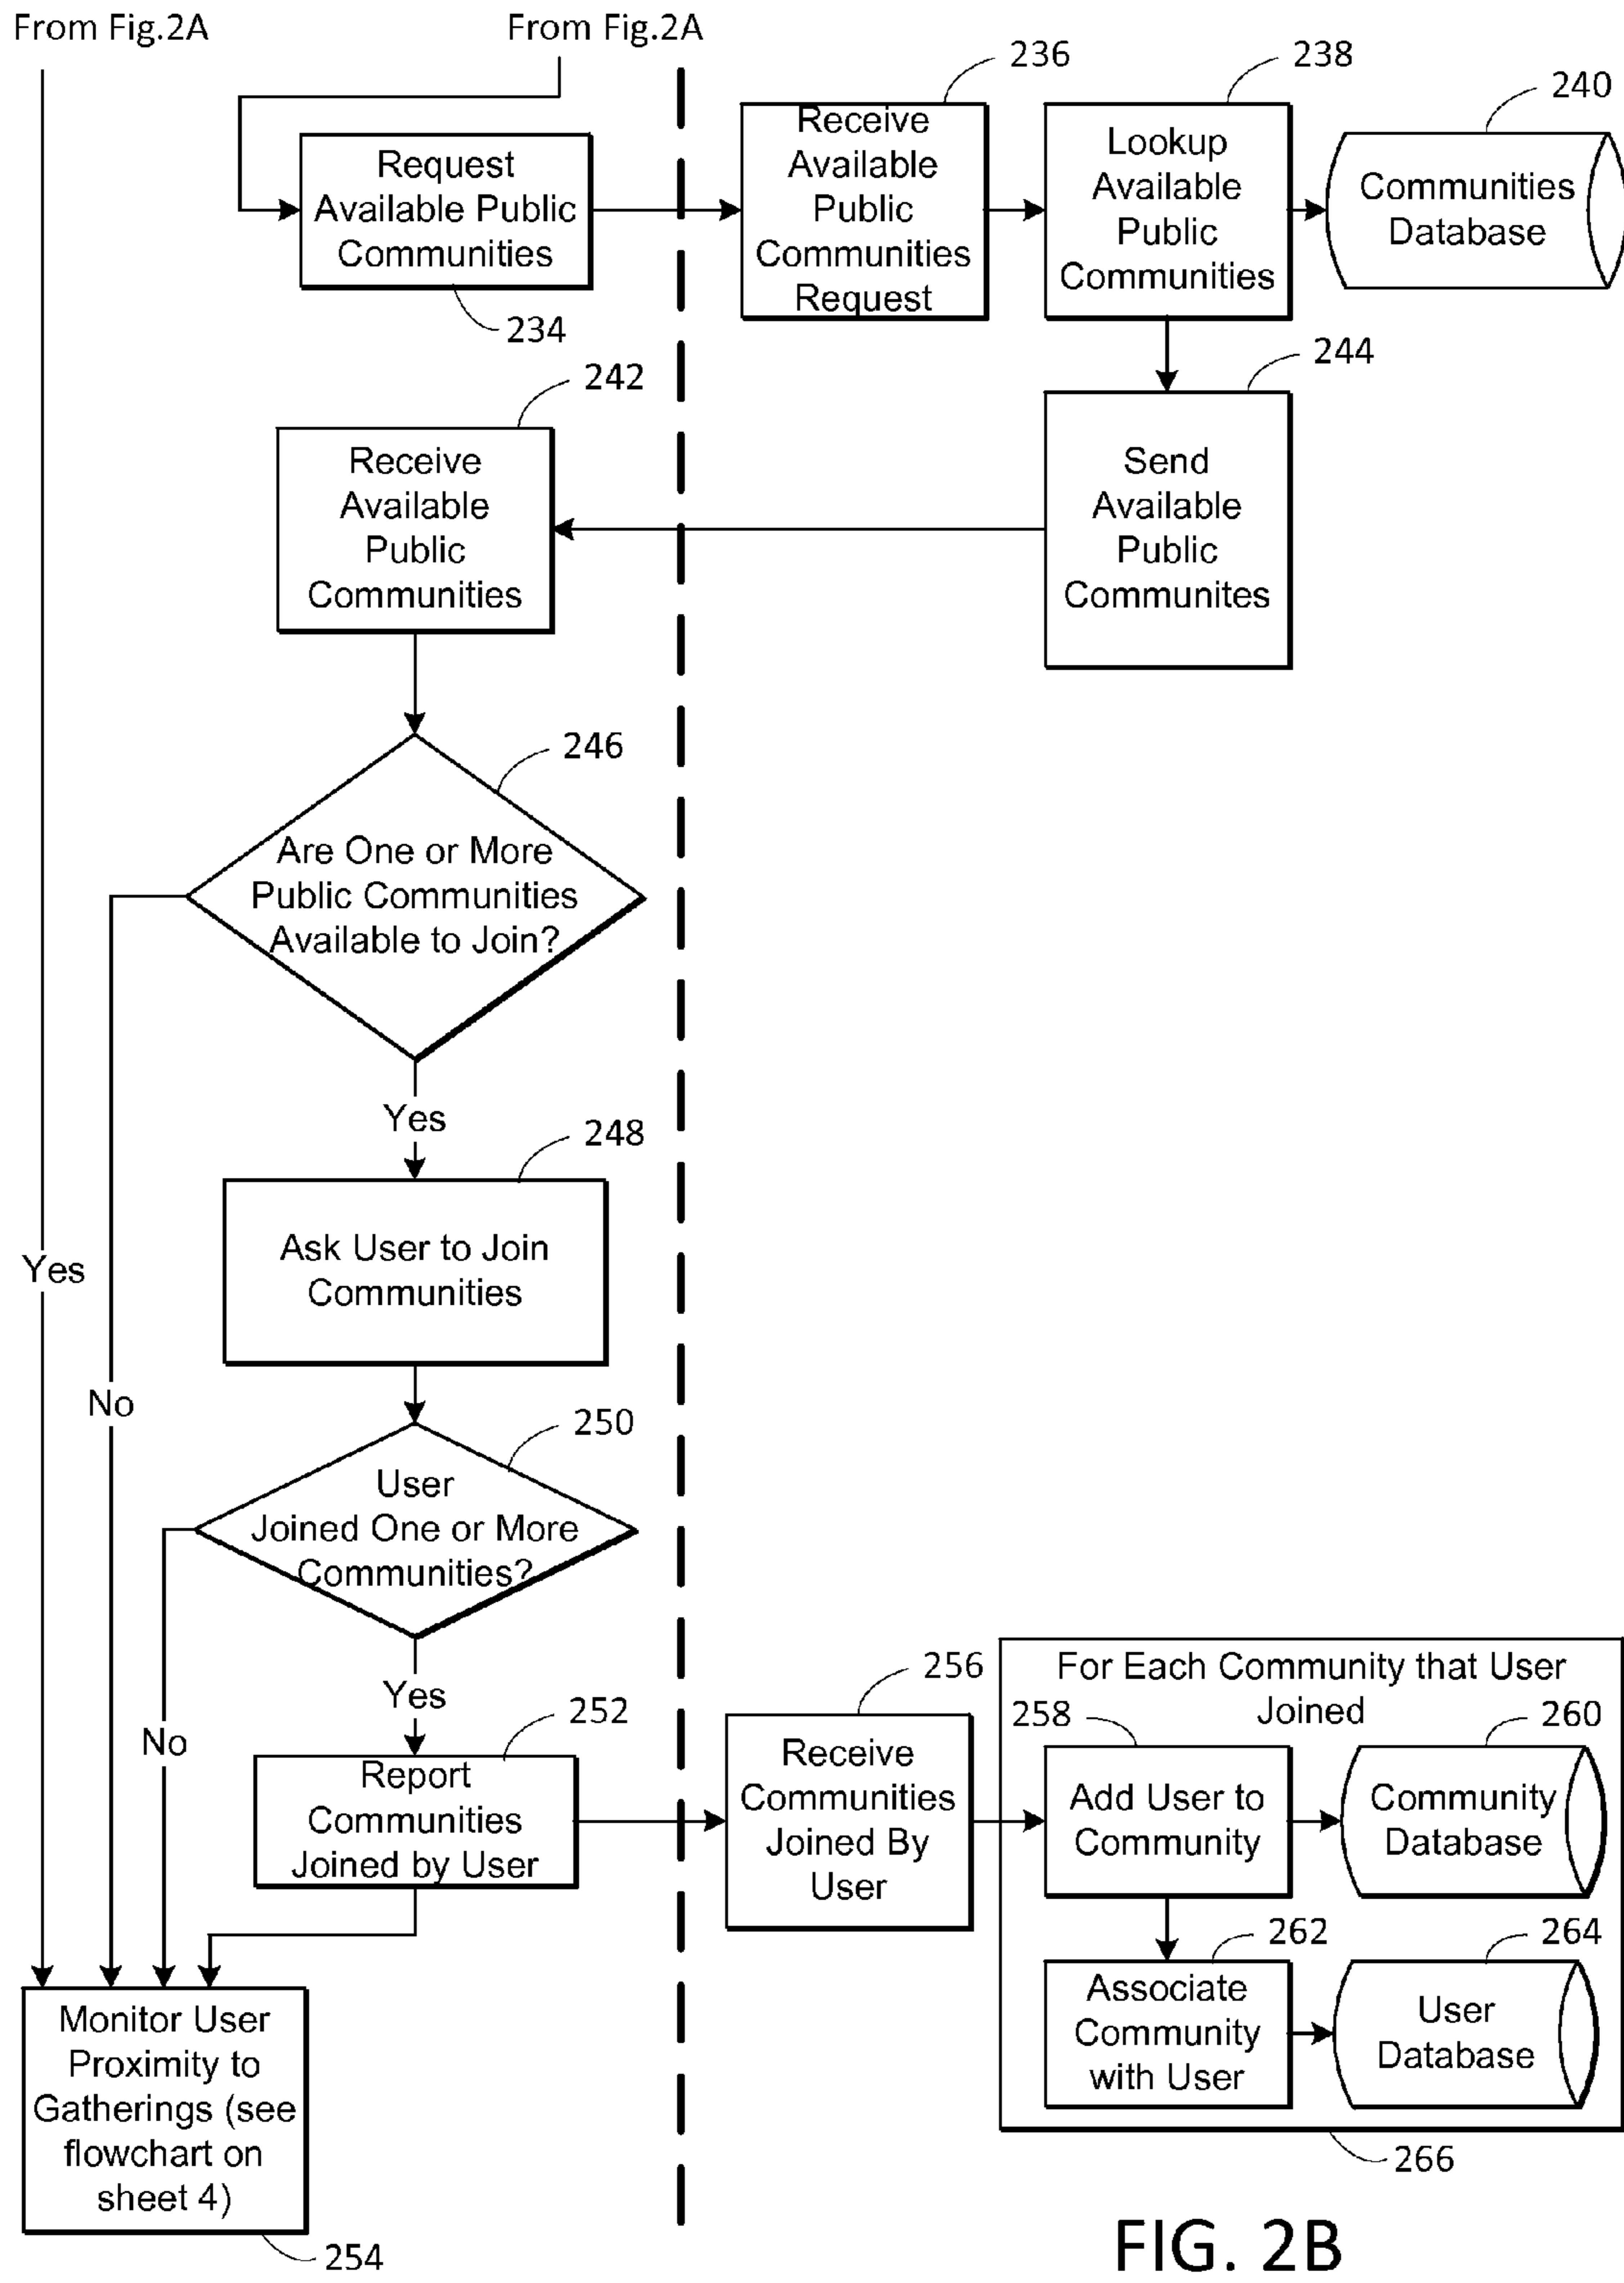 From Fig.2A
From Fig.2A
236
238
240
Request
Available Public
Communities
234
Receive
Available
Public
Communities
Request
Lookup
Available
Public
Communities
Communities
Database
242
244
Receive
Available
Public
Communities
Send
Available
Public
Communites
246
Are One or More
Public Communities
Available to Join?
Yes
248
Ask User to Join
Communities
Yes
No
250
User
Joined One or More
Communities?
Yes
No
252
Report
Communities
Joined by User
256
Receive
Communities
Joined By
User
For Each Community that User
Joined
258
260
Add User to
Community
Community
Database
262
264
Associate
Community
with User
User
Database
266
Monitor User
Proximity to
Gatherings (see
flowchart on
sheet 4)
254
FIG. 2B